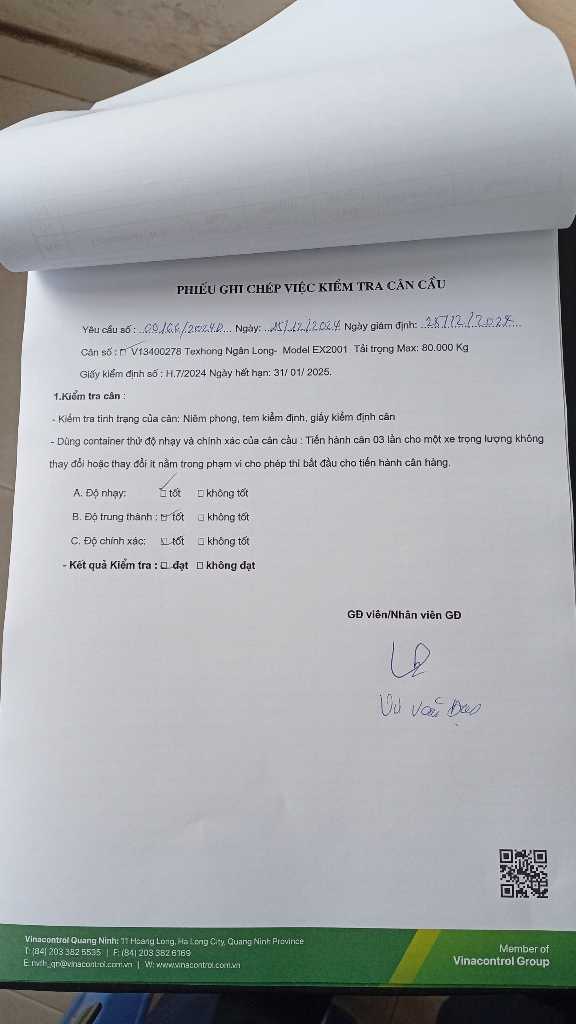 PHIẾU GHI CHÉP VIỆC KIỂM TRA CÂN CẦU
Yêu cầu số : ... Ngày: 25/12/2024 Ngày giám định: 25/12/2024
Cân số : □ V13400278 Texhong Ngân Long- Model EX2001 Tải trọng Max: 80.000 Kg
Giấy kiểm định số : H.7/2024 Ngày hết hạn: 31/ 01/ 2025.
1.Kiểm tra cân :
- Kiểm tra tình trạng của cân: Niêm phong, tem kiểm định, giấy kiểm định cân
- Dùng container thử độ nhạy và chính xác của cân cầu : Tiến hành cân 03 lần cho một xe trọng lượng không
thay đổi hoặc thay đổi ít nằm trong phạm vi cho phép thì bắt đầu cho tiến hành cân hàng.
A. Độ nhạy: □ tốt □ không tốt
B. Độ trung thành : □ tốt □ không tốt
C. Độ chính xác: □ tốt □ không tốt
- Kết quả Kiểm tra : □ đạt □ không đạt
GĐ viên/Nhân viên GĐ
Vũ Văn Đạo
Vinacontrol Quang Ninh: 11 Hoang Long, Ha Long City, Quang Ninh Province
T: (84) 203 382 5535 | F: (84) 203 382 6169
E: nvth_qn@vinacontrol.com.vn | W: www.vinacontrol.com.vn
Member of
Vinacontrol Group